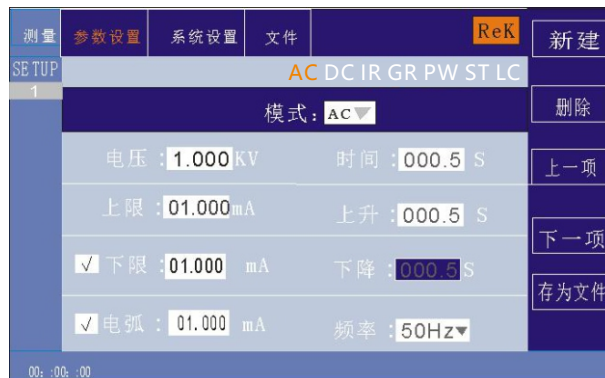 测量 参数设置 系统设置 文件 ReK 新建
SETUP AC DC IR GR PW ST LC
1
模式：AC 删除
电压：1.000 KV 时间：000.5 S 上一项
上限：01.000 mA 上升：000.5 S
√ 下限：01.000 mA 下降：000.5 S 下一项
存为文件
√ 电弧：01.000 mA 频率：50Hz
00: :00: :00